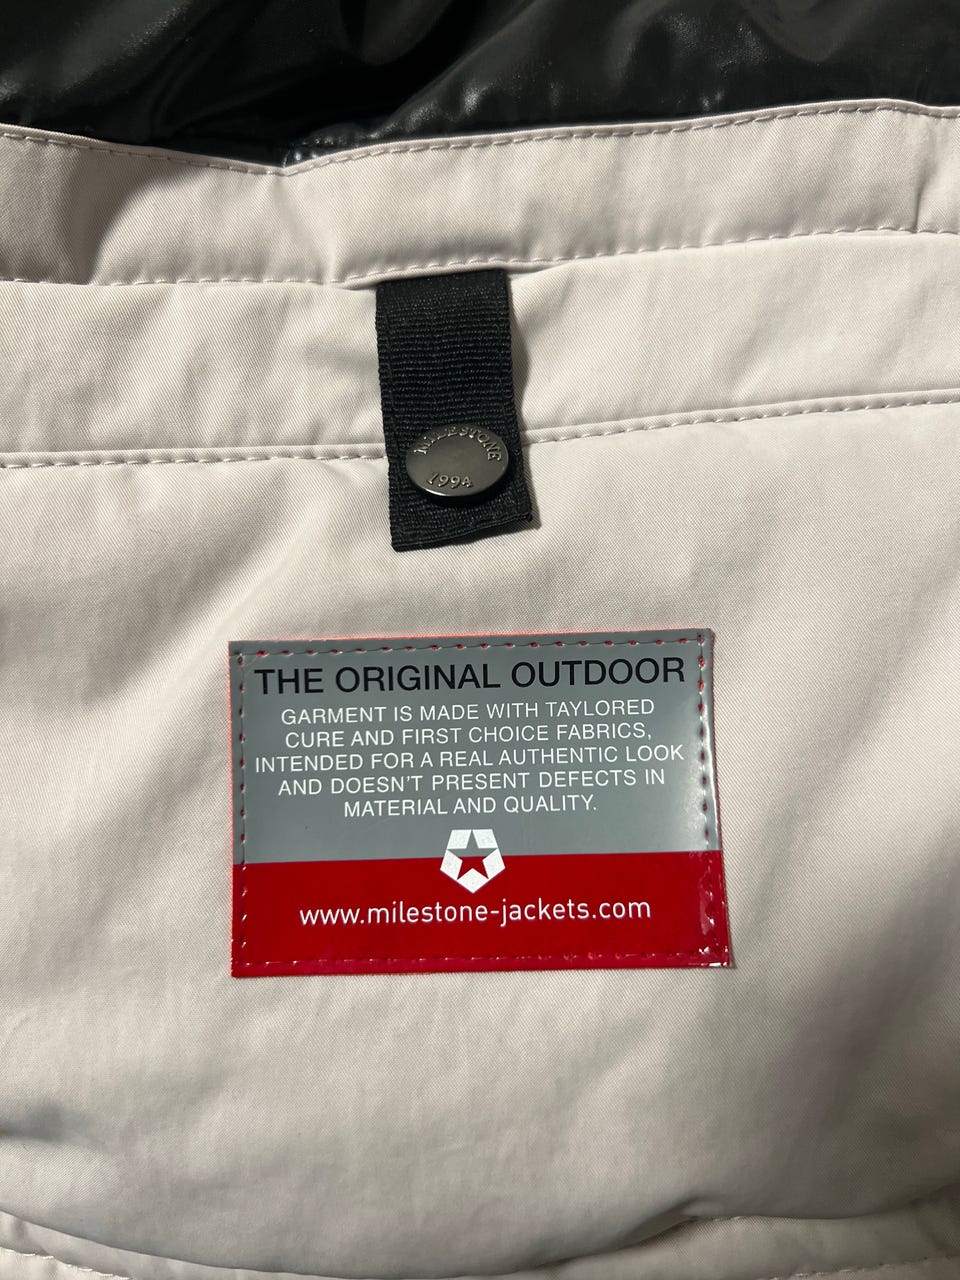 MILESTONE
1994
THE ORIGINAL OUTDOOR
GARMENT IS MADE WITH TAYLORED
CURE AND FIRST CHOICE FABRICS,
INTENDED FOR A REAL AUTHENTIC LOOK
AND DOESN'T PRESENT DEFECTS IN
MATERIAL AND QUALITY.
www.milestone-jackets.com